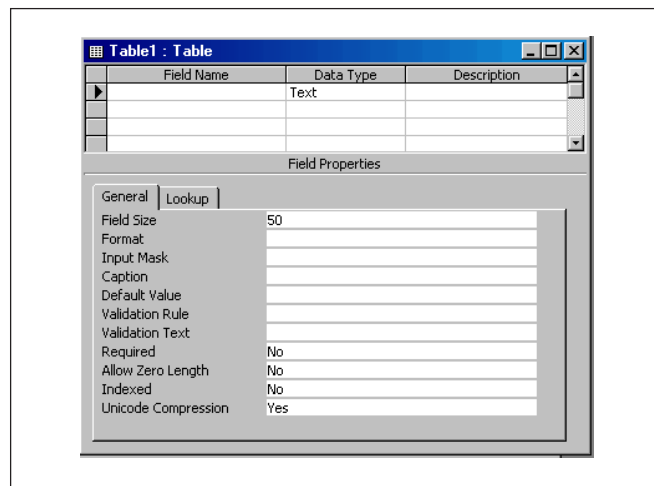 Table1 : Table
Field Name Data Type Description
Text
Field Properties
General Lookup
Field Size 50
Format
Input Mask
Caption
Default Value
Validation Rule
Validation Text
Required No
Allow Zero Length No
Indexed No
Unicode Compression Yes